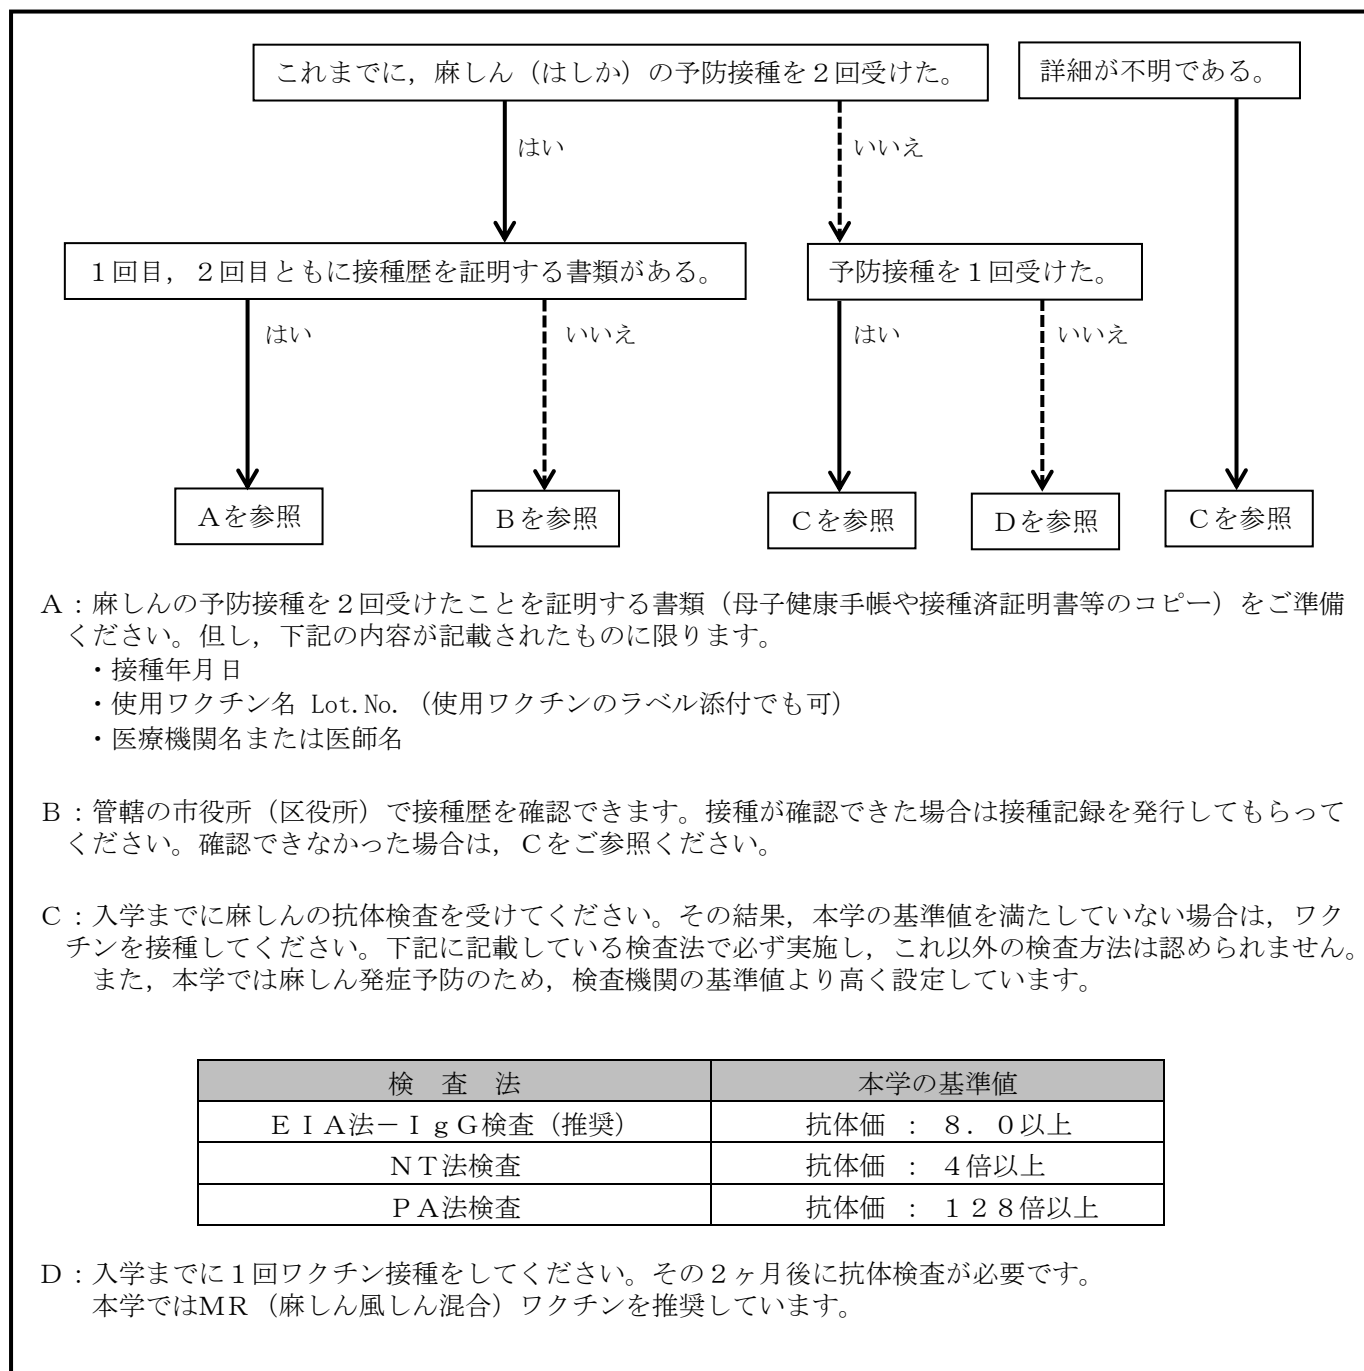 これまでに，麻しん（はしか）の予防接種を２回受けた。
詳細が不明である。
はい
いいえ
１回目，２回目ともに接種歴を証明する書類がある。
予防接種を１回受けた。
はい
いいえ
はい
いいえ
Ａを参照
Ｂを参照
Ｃを参照
Ｄを参照
Ｃを参照
Ａ：麻しんの予防接種を２回受けたことを証明する書類（母子健康手帳や接種済証明書等のコピー）をご準備
ください。但し，下記の内容が記載されたものに限ります。
・接種年月日
・使用ワクチン名 Lot.No.（使用ワクチンのラベル添付でも可）
・医療機関名または医師名
Ｂ：管轄の市役所（区役所）で接種歴を確認できます。接種が確認できた場合は接種記録を発行してもらって
ください。確認できなかった場合は，Ｃをご参照ください。
Ｃ：入学までに麻しんの抗体検査を受けてください。その結果，本学の基準値を満たしていない場合は，ワク
チンを接種してください。下記に記載している検査法で必ず実施し，これ以外の検査方法は認められません。
また，本学では麻しん発症予防のため，検査機関の基準値より高く設定しています。
検　査　法
本学の基準値
ＥＩＡ法－ＩｇＧ検査（推奨）
抗体価 ： ８．０以上
ＮＴ法検査
抗体価 ： ４倍以上
ＰＡ法検査
抗体価 ： １２８倍以上
Ｄ：入学までに１回ワクチン接種をしてください。その２ヶ月後に抗体検査が必要です。
本学ではＭＲ（麻しん風しん混合）ワクチンを推奨しています。